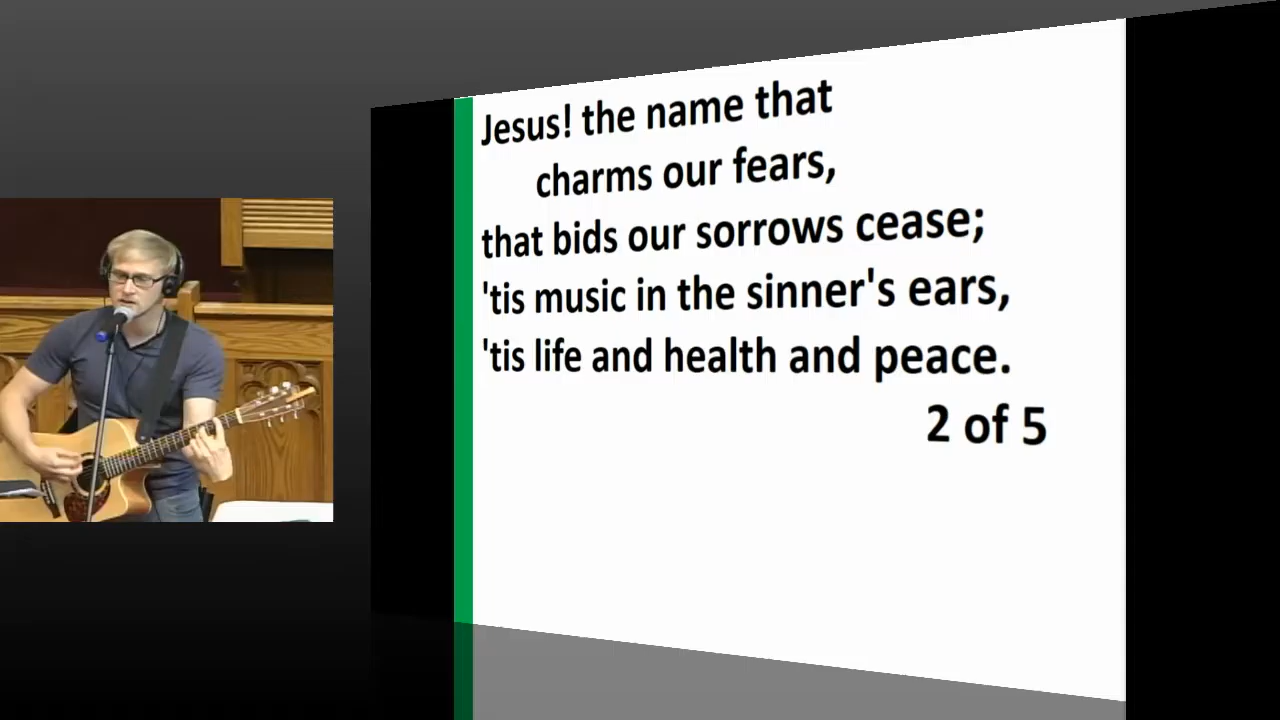 Jesus! the name that
charms our fears,
that bids our sorrows cease;
'tis music in the sinner's ears,
'tis life and health and peace.
2 of 5